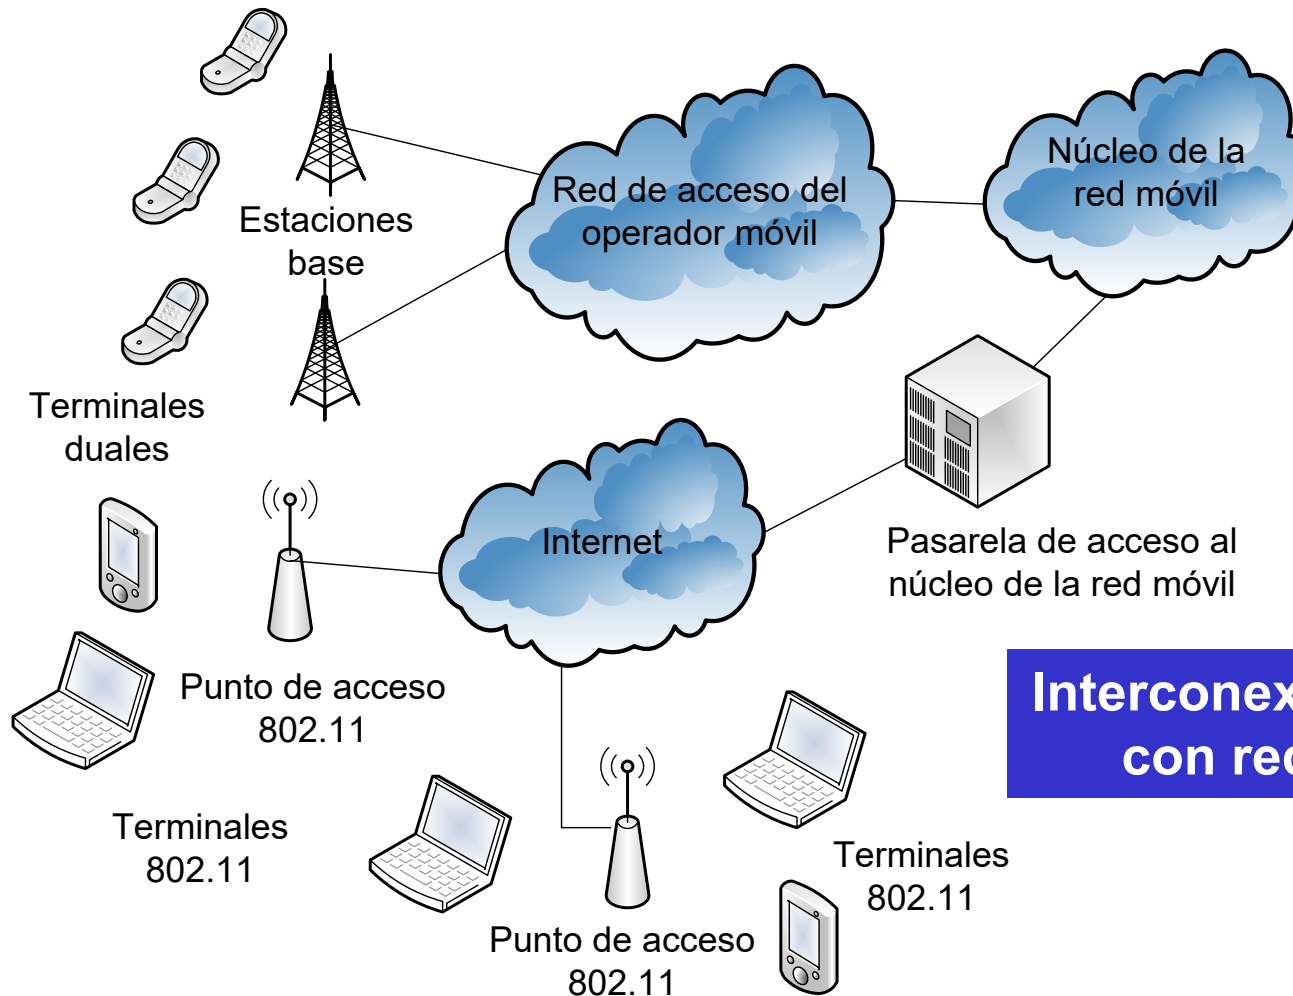 Estaciones
base
Red de acceso del
operador móvil
Núcleo de la
red móvil
Terminales
duales
Internet
Pasarela de acceso al
núcleo de la red móvil
Punto de acceso
802.11
Terminales
802.11
Terminales
802.11
Punto de acceso
802.11
con